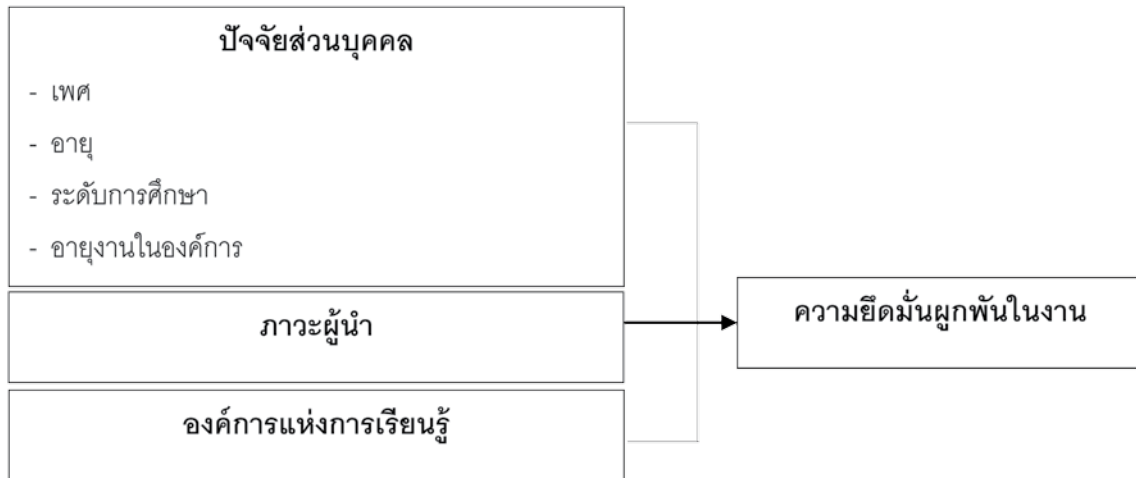 ปัจจัยส่วนบุคคล
- เพศ
- อายุ
- ระดับการศึกษา
- อายุงานในองค์การ
ภาวะผู้นำ
ความยึดมั่นผูกพันในงาน
องค์การแห่งการเรียนรู้